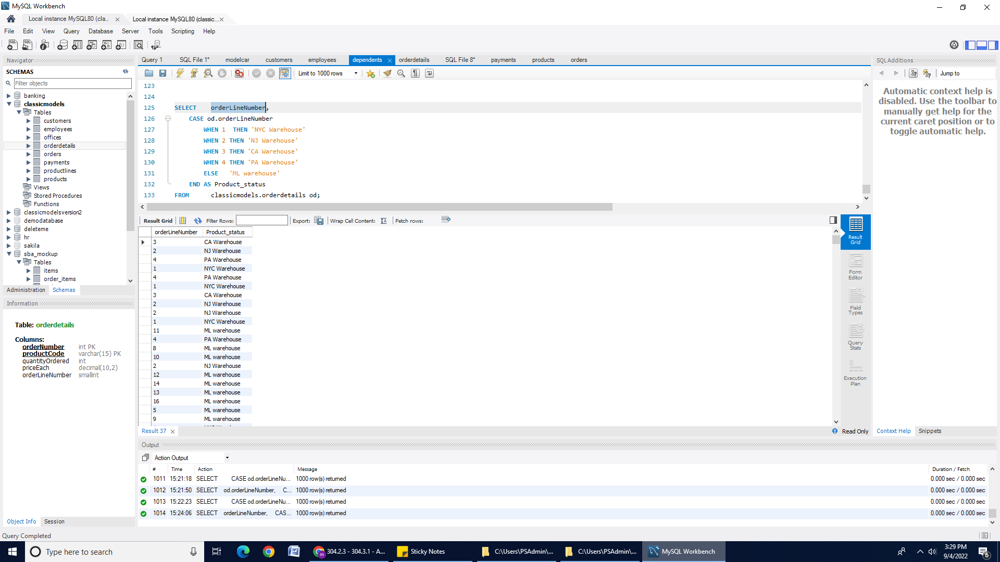 MySQL Workbench
Local instance MySQL80 (cla...
Local instance MySQL80 (classic...
File Edit View Query Database Server Tools Scripting Help
Navigator
SCHEMAS
Filter objects
banking
classicmodels
Tables
customers
employees
offices
orderdetails
orders
payments
productlines
products
Views
Stored Procedures
Functions
classicmodelsversion2
demodatabase
deleteme
hr
sakila
sba_mockup
Tables
items
order_items
Administration Schemas
Information
Table: orderdetails
Columns:
orderNumber int PK
productCode varchar(15) PK
quantityOrdered int
priceEach decimal(10,2)
orderLineNumber smallint
Object Info Session
Query Completed
Query 1 SQL File 1* modelcar customers employees dependents orderdetails SQL File 8* payments products orders
Limit to 1000 rows
123
124
125 SELECT orderLineNumber,
126 CASE od.orderLineNumber
127 WHEN 1 THEN 'NYC Warehouse'
128 WHEN 2 THEN 'NJ Warehouse'
129 WHEN 3 THEN 'CA Warehouse'
130 WHEN 4 THEN 'PA Warehouse'
131 ELSE 'ML warehouse'
132 END AS Product_status
133 FROM classicmodels.orderdetails od;
Result Grid Filter Rows: Export: Wrap Cell Content: Fetch rows:
orderLineNumber Product_status
3 CA Warehouse
2 NJ Warehouse
4 PA Warehouse
1 NYC Warehouse
4 PA Warehouse
1 NYC Warehouse
3 CA Warehouse
2 NJ Warehouse
2 NJ Warehouse
1 NYC Warehouse
11 ML warehouse
4 PA Warehouse
8 ML warehouse
10 ML warehouse
2 NJ Warehouse
12 ML warehouse
14 ML warehouse
13 ML warehouse
16 ML warehouse
5 ML warehouse
9 ML warehouse
Result Grid
Form Editor
Field Types
Query Stats
Execution Plan
Result 37
Read Only
SQLAdditions
Jump to
Automatic context help is
disabled. Use the toolbar to
manually get help for the
current caret position or to
toggle automatic help.
Context Help Snippets
Output
Action Output
# Time Action Message Duration / Fetch
1011 15:21:18 SELECT CASE od.orderLineNu... 1000 row(s) returned 0.000 sec / 0.000 sec
1012 15:21:50 SELECT od.orderLineNumber, C... 1000 row(s) returned 0.000 sec / 0.000 sec
1013 15:22:23 SELECT CASE od.orderLineNu... 1000 row(s) returned 0.000 sec / 0.000 sec
1014 15:24:06 SELECT orderLineNumber, CAS... 1000 row(s) returned 0.000 sec / 0.000 sec
Type here to search
304.2.3 - 304.3.1 - A...
Sticky Notes
C:\Users\PSAdmin\...
C:\Users\PSAdmin\...
MySQL Workbench
3:29 PM
9/4/2022
6